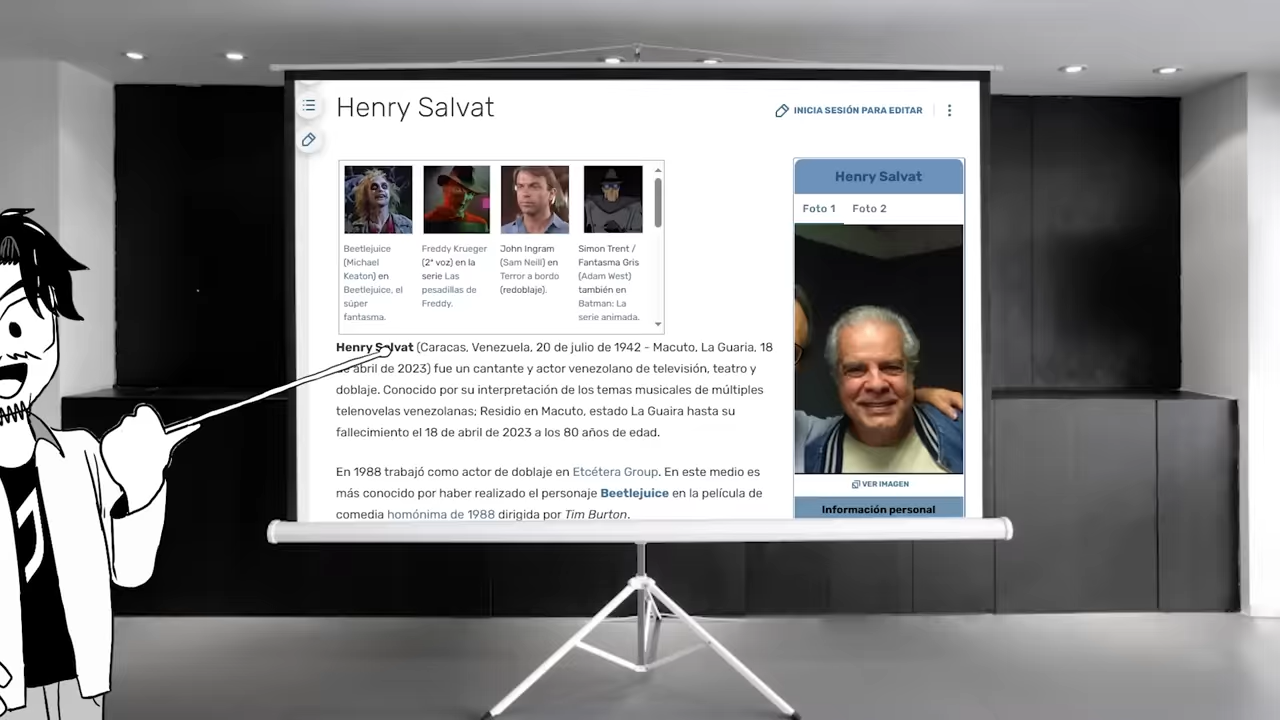 Henry Salvat
INICIA SESIÓN PARA EDITAR
Beetlejuice
(Michael
Keaton) en
Beetlejuice, el
súper
fantasma.
Freddy Krueger
(2ª voz) en la
serie Las
pesadillas de
Freddy.
John Ingram
(Sam Neill) en
Terror a bordo
(redoblaje).
Simon Trent /
Fantasma Gris
(Adam West)
también en
Batman: La
serie animada.
Henry Salvat (Caracas, Venezuela, 20 de julio de 1942 - Macuto, La Guaria, 18
de abril de 2023) fue un cantante y actor venezolano de televisión, teatro y
doblaje. Conocido por su interpretación de los temas musicales de múltiples
telenovelas venezolanas; Residio en Macuto, estado La Guaira hasta su
fallecimiento el 18 de abril de 2023 a los 80 años de edad.
En 1988 trabajó como actor de doblaje en Etcétera Group. En este medio es
más conocido por haber realizado el personaje Beetlejuice en la película de
comedia homónima de 1988 dirigida por Tim Burton.
Henry Salvat
Foto 1 Foto 2
VER IMAGEN
Información personal